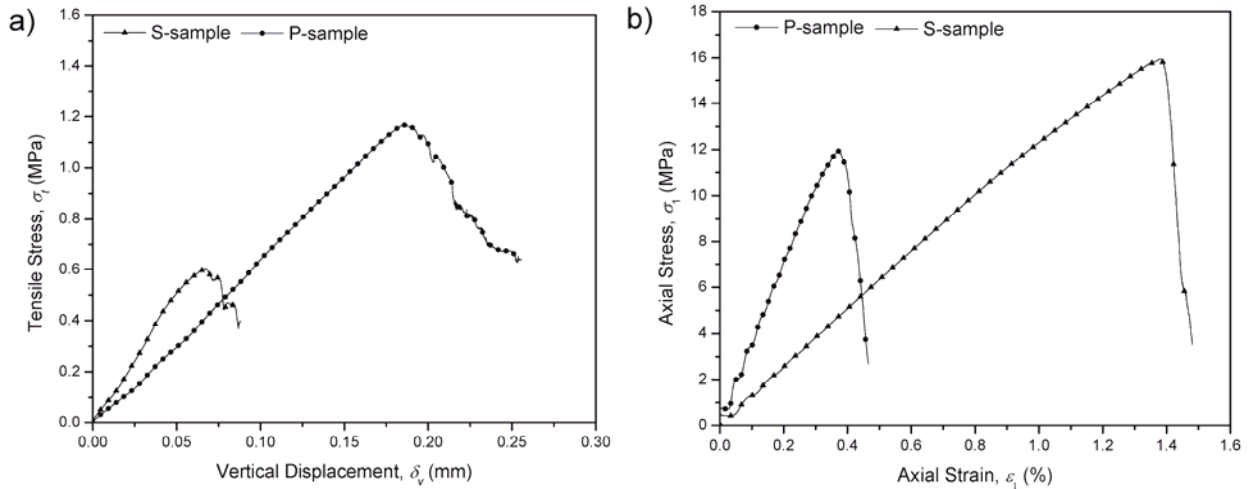 a)
S-sample P-sample
1.6
1.4
1.2
1.0
0.8
0.6
0.4
0.2
0.0
Tensile Stress, σt (MPa)
0.00 0.05 0.10 0.15 0.20 0.25 0.30
Vertical Displacement, δv (mm)
b)
P-sample S-sample
18
16
14
12
10
8
6
4
2
0
Axial Stress, σ1 (MPa)
0.0 0.2 0.4 0.6 0.8 1.0 1.2 1.4 1.6
Axial Strain, ε1 (%)